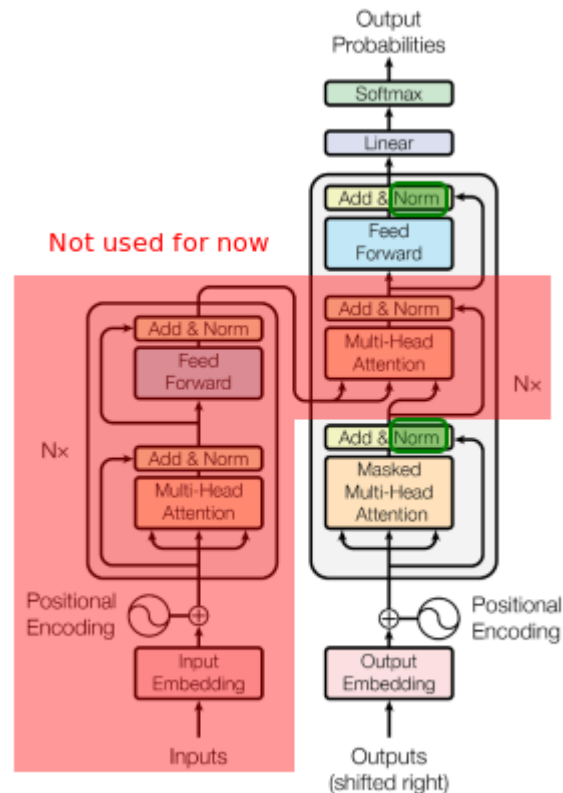 Output
Probabilities
Softmax
Linear
Add & Norm
Feed
Forward
Not used for now
Add & Norm
Multi-Head
Attention
Nx
Add & Norm
Feed
Forward
Nx
Add & Norm
Multi-Head
Attention
Add & Norm
Masked
Multi-Head
Attention
Positional
Encoding
Positional
Encoding
Input
Embedding
Output
Embedding
Inputs
Outputs
(shifted right)